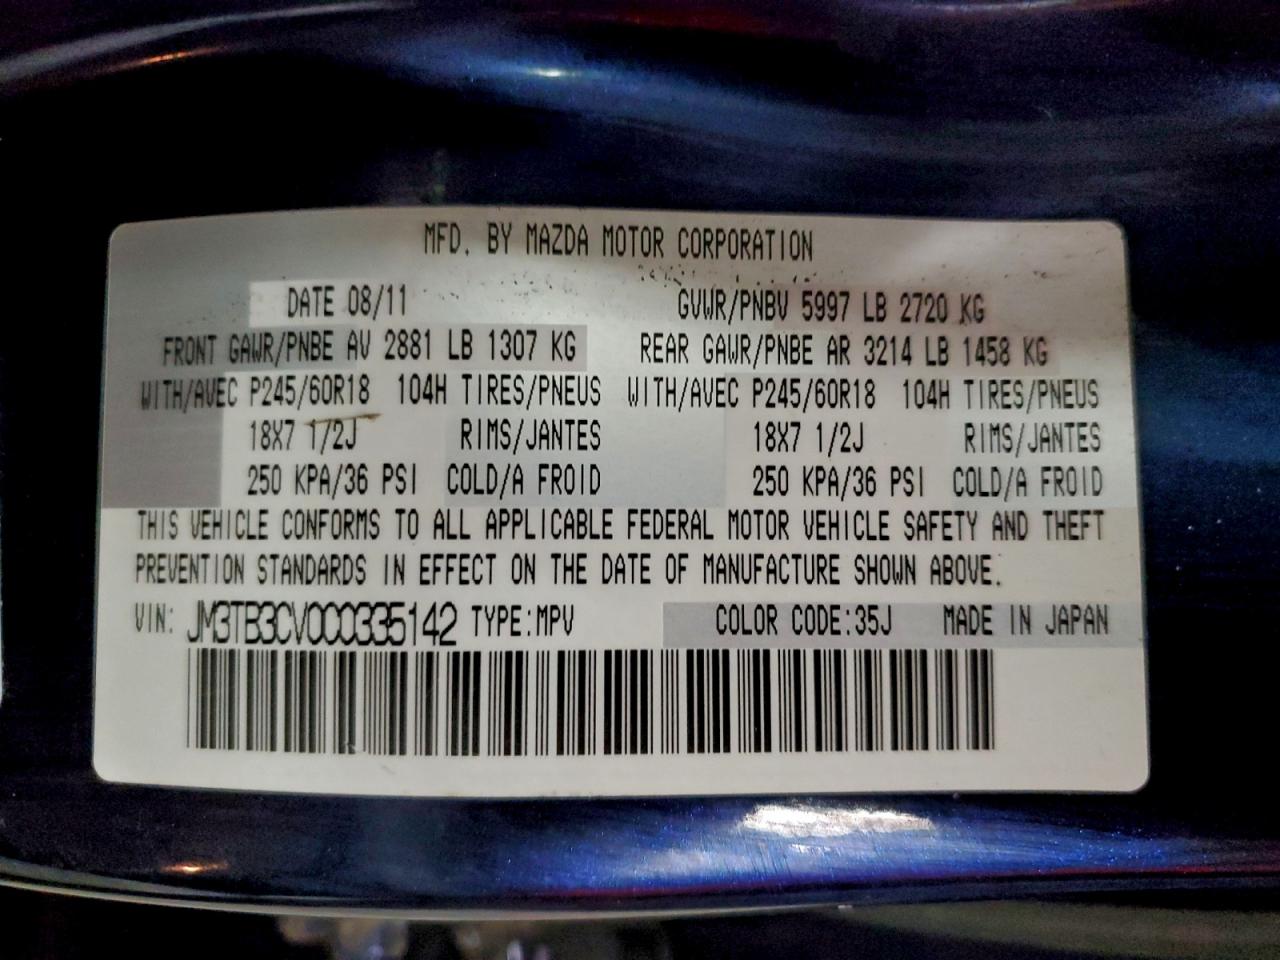 MFD. BY MAZDA MOTOR CORPORATION
DATE 08/11 GVWR/PNBV 5997 LB 2720 KG
FRONT GAWR/PNBE AV 2881 LB 1307 KG REAR GAWR/PNBE AR 3214 LB 1458 KG
WITH/AVEC P245/60R18 104H TIRES/PNEUS WITH/AVEC P245/60R18 104H TIRES/PNEUS
18X7 1/2J RIMS/JANTES 18X7 1/2J RIMS/JANTES
250 KPA/36 PSI COLD/A FROID 250 KPA/36 PSI COLD/A FROID
THIS VEHICLE CONFORMS TO ALL APPLICABLE FEDERAL MOTOR VEHICLE SAFETY AND THEFT
PREVENTION STANDARDS IN EFFECT ON THE DATE OF MANUFACTURE SHOWN ABOVE.
VIN: JM3TB3CV0C0335142 TYPE:MPV COLOR CODE:35J MADE IN JAPAN